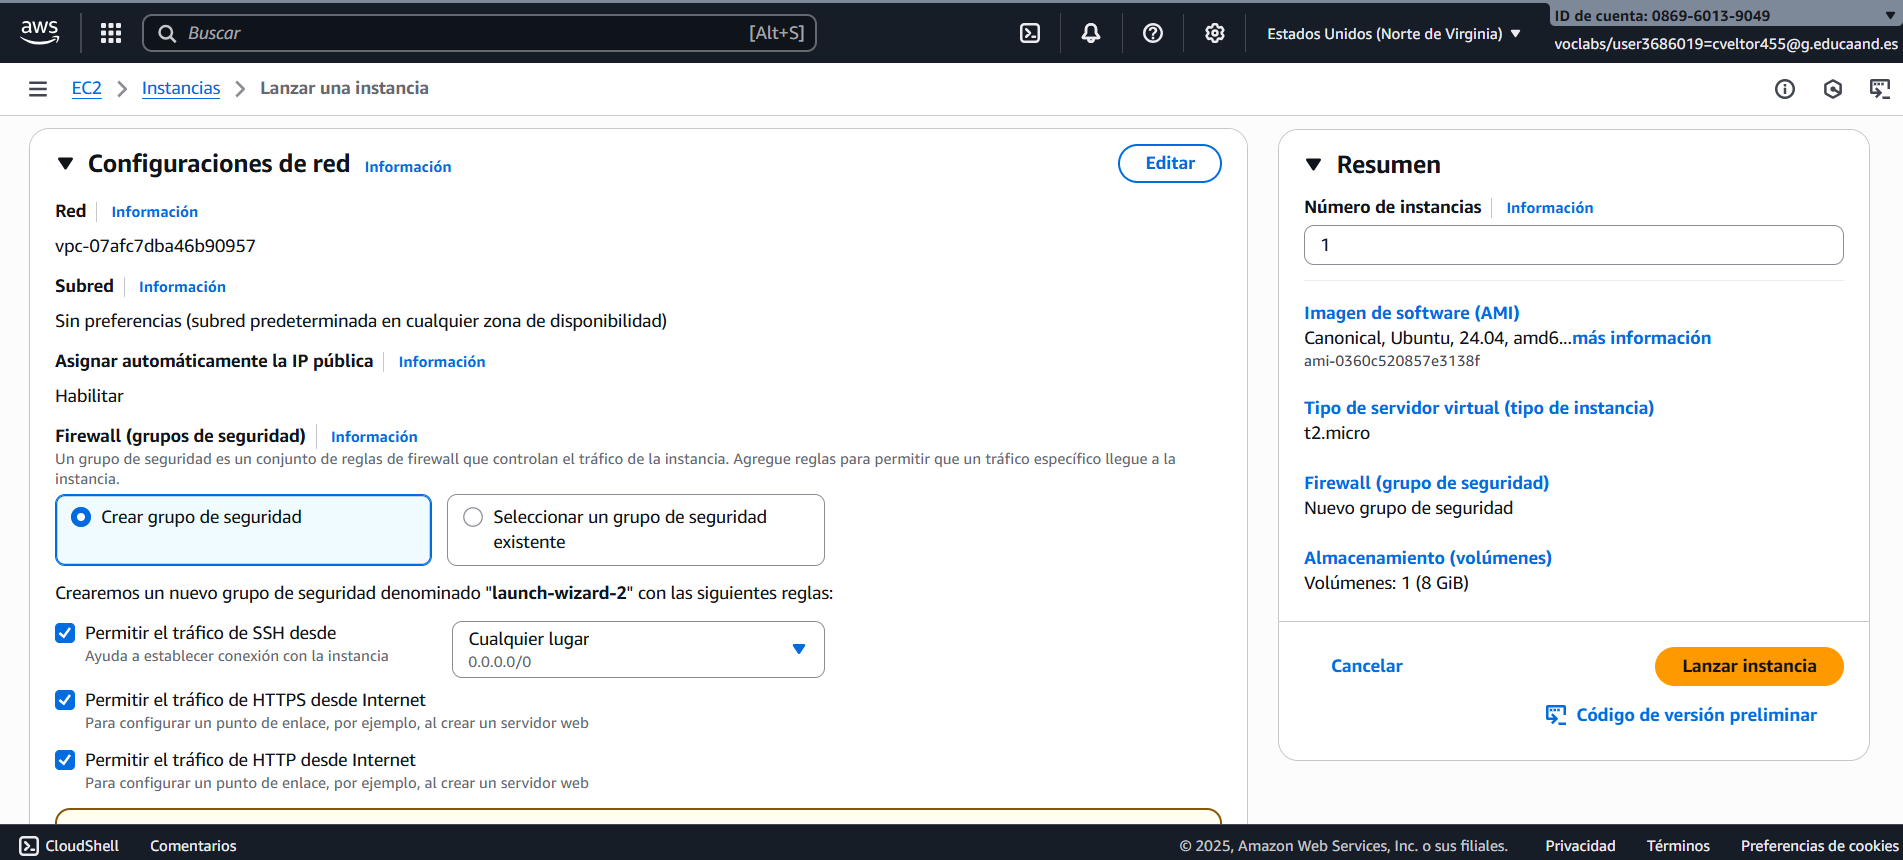 aws
Buscar
[Alt+S]
Estados Unidos (Norte de Virginia)
ID de cuenta: 0869-6013-9049
voclabs/user3686019=cveltor455@g.educaand.es
EC2
Instancias
Lanzar una instancia
Configuraciones de red
Información
Editar
Red
Información
vpc-07afc7dba46b90957
Subred
Información
Sin preferencias (subred predeterminada en cualquier zona de disponibilidad)
Asignar automáticamente la IP pública
Información
Habilitar
Firewall (grupos de seguridad)
Información
Un grupo de seguridad es un conjunto de reglas de firewall que controlan el tráfico de la instancia. Agregue reglas para permitir que un tráfico específico llegue a la
instancia.
Crear grupo de seguridad
Seleccionar un grupo de seguridad
existente
Crearemos un nuevo grupo de seguridad denominado "launch-wizard-2" con las siguientes reglas:
Permitir el tráfico de SSH desde
Ayuda a establecer conexión con la instancia
Cualquier lugar
0.0.0.0/0
Permitir el tráfico de HTTPS desde Internet
Para configurar un punto de enlace, por ejemplo, al crear un servidor web
Permitir el tráfico de HTTP desde Internet
Para configurar un punto de enlace, por ejemplo, al crear un servidor web
Resumen
Número de instancias
Información
1
Imagen de software (AMI)
Canonical, Ubuntu, 24.04, amd6...más información
ami-0360c520857e3138f
Tipo de servidor virtual (tipo de instancia)
t2.micro
Firewall (grupo de seguridad)
Nuevo grupo de seguridad
Almacenamiento (volúmenes)
Volúmenes: 1 (8 GiB)
Cancelar
Lanzar instancia
Código de versión preliminar
CloudShell
Comentarios
© 2025, Amazon Web Services, Inc. o sus filiales.
Privacidad
Términos
Preferencias de cookies